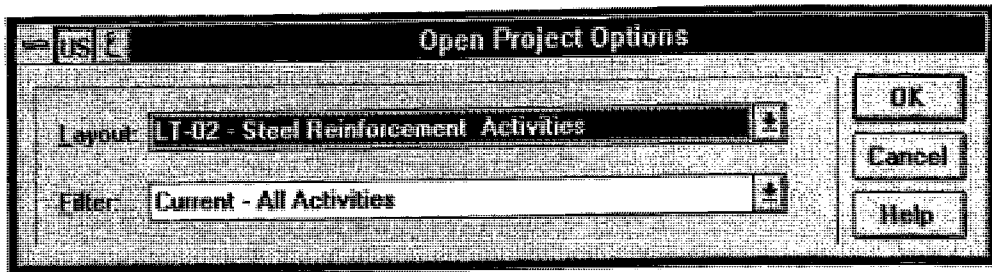 Open Project Options
Layout: LT-02 - Steel Reinforcement Activities
Filter: Current - All Activities
OK
Cancel
Help